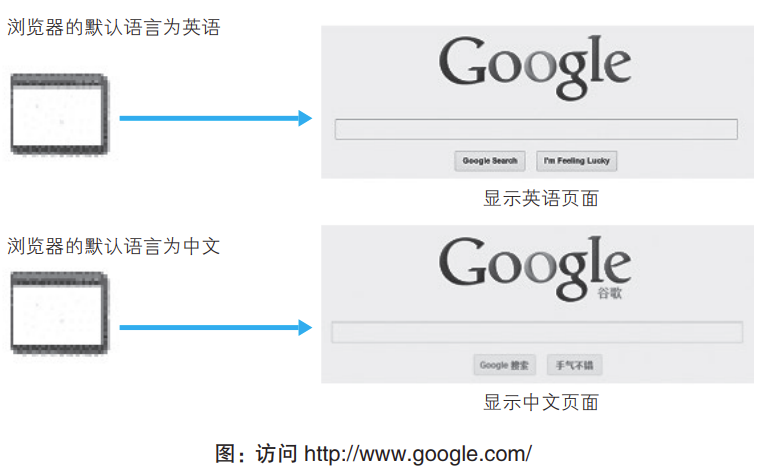 浏览器的默认语言为英语
Google
Google Search
I'm Feeling Lucky
显示英语页面
浏览器的默认语言为中文
Google
谷歌
Google 搜索
手气不错
显示中文页面
图：访问 http://www.google.com/